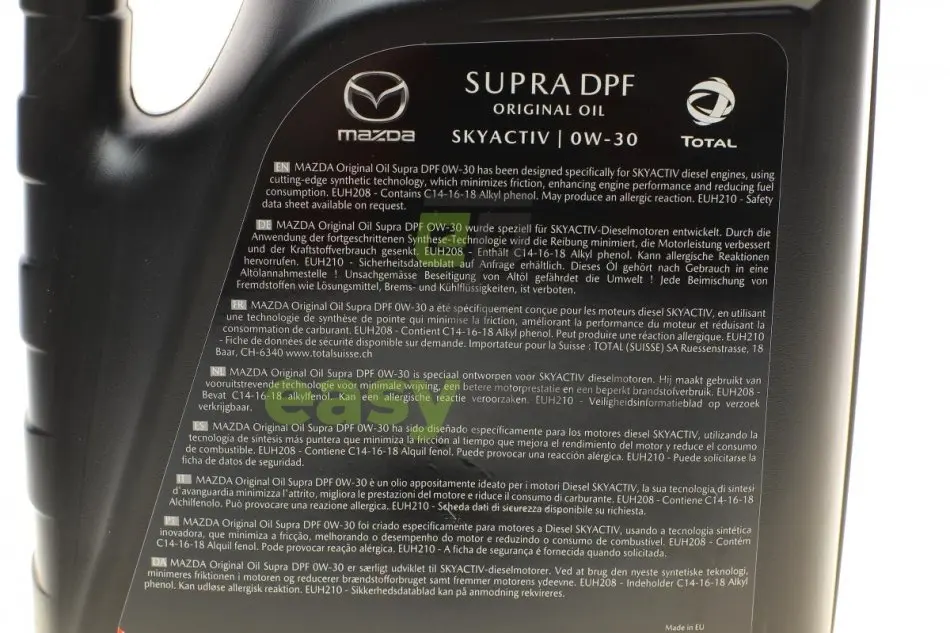 SUPRA DPF
ORIGINAL OIL
SKYACTIV | 0W-30
mazda
TOTAL
EN MAZDA Original Oil Supra DPF 0W-30 has been designed specifically for SKYACTIV diesel engines, using
cutting-edge synthetic technology, which minimizes friction, enhancing engine performance and reducing fuel
consumption. EUH208 - Contains C14-16-18 Alkyl phenol. May produce an allergic reaction. EUH210 - Safety
data sheet available on request.
DE MAZDA Original Oil Supra DPF 0W-30 wurde speziell für SKYACTIV-Dieselmotoren entwickelt. Durch die
Anwendung der fortgeschrittenen Synthese-Technologie wird die Reibung minimiert, die Motorleistung verbessert
und der Kraftstoffverbrauch gesenkt. EUH208 - Enthält C14-16-18 Alkyl phenol. Kann allergische Reaktionen
hervorrufen. EUH210 - Sicherheitsdatenblatt auf Anfrage erhältlich. Dieses Öl gehört nach Gebrauch in eine
Altölannahmestelle ! Unsachgemässe Beseitigung von Altöl gefährdet die Umwelt ! Jede Beimischung von
Fremdstoffen wie Lösungsmittel, Brems- und Kühlflüssigkeiten, ist verboten.
FR MAZDA Original Oil Supra DPF 0W-30 a été spécifiquement conçue pour les moteurs diesel SKYACTIV, en utilisant
une technologie de synthèse de pointe qui minimise la friction, améliorant la performance du moteur et réduisant la
consommation de carburant. EUH208 - Contient C14-16-18 Alkyl phenol. Peut produire une réaction allergique. EUH210
- Fiche de données de sécurité disponible sur demande. Importateur pour la Suisse : TOTAL (SUISSE) SA Ruessenstrasse, 18
Baar, CH-6340 www.totalsuisse.ch
NL MAZDA Original Oil Supra DPF 0W-30 is speciaal ontworpen voor SKYACTIV dieselmotoren. Hij maakt gebruikt van
vooruitstrevende technologie voor minimale wrijving, een betere motorprestatie en een beperkt brandstofverbruik. EUH208 -
Bevat C14-16-18 alkylfenol. Kan een allergische reactie veroorzaken. EUH210 - Veiligheidsinformatieblad op verzoek
verkrijgbaar.
easy
ES MAZDA Original Oil Supra DPF 0W-30 ha sido diseñado específicamente para los motores diesel SKYACTIV, utilizando la
tecnología de síntesis más puntera que minimiza la fricción al tiempo que mejora el rendimiento del motor y reduce el consumo
de combustible. EUH208 - Contiene C14-16-18 Alquil fenol. Puede provocar una reacción alérgica. EUH210 - Puede solicitarse la
ficha de datos de seguridad.
IT MAZDA Original Oil Supra DPF 0W-30 è un olio appositamente ideato per i motori Diesel SKYACTIV, la sua tecnologia di sintesi
d'avanguardia minimizza l'attrito, migliora le prestazioni del motore e riduce il consumo di carburante. EUH208 - Contiene C14-16-18
Alchilfenolo. Può provocare una reazione allergica. EUH210 - Scheda dati di sicurezza disponibile su richiesta.
PT MAZDA Original Oil Supra DPF 0W-30 foi criado especificamente para motores a Diesel SKYACTIV, usando a tecnologia sintética
inovadora, que minimiza a fricção, melhorando o desempenho do motor e reduzindo o consumo de combustível. EUH208 - Contém
C14-16-18 Alquil fenol. Pode provocar reação alérgica. EUH210 - A ficha de segurança é fornecida quando solicitada.
DA MAZDA Original Oil Supra DPF 0W-30 er særligt udviklet til SKYACTIV-dieselmotorer. Ved at brug den nyeste syntetiske teknologi,
minimeres friktionen i motoren og reducerer brændstofforbruget samt fremmer motorens ydeevne. EUH208 - Indeholder C14-16-18 Alkyl
phenol. Kan udløse allergisk reaktion. EUH210 - Sikkerhedsdatablad kan på anmodning rekvireres.
Made in EU